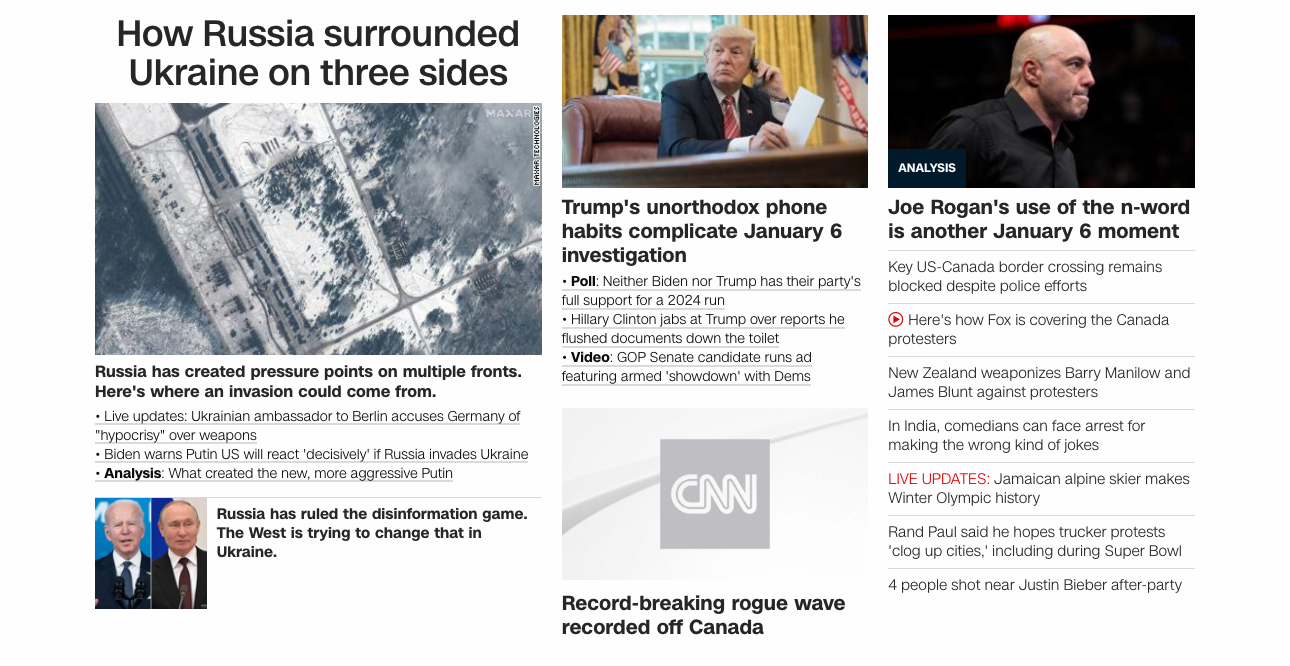 How Russia surrounded
Ukraine on three sides
MAXAR
MAXAR TECHNOLOGIES
Russia has created pressure points on multiple fronts.
Here's where an invasion could come from.
• Live updates: Ukrainian ambassador to Berlin accuses Germany of
"hypocrisy" over weapons
• Biden warns Putin US will react 'decisively' if Russia invades Ukraine
• Analysis: What created the new, more aggressive Putin
Russia has ruled the disinformation game.
The West is trying to change that in
Ukraine.
Trump's unorthodox phone
habits complicate January 6
investigation
• Poll: Neither Biden nor Trump has their party's
full support for a 2024 run
• Hillary Clinton jabs at Trump over reports he
flushed documents down the toilet
• Video: GOP Senate candidate runs ad
featuring armed 'showdown' with Dems
CNN
Record-breaking rogue wave
recorded off Canada
ANALYSIS
Joe Rogan's use of the n-word
is another January 6 moment
Key US-Canada border crossing remains
blocked despite police efforts
Here's how Fox is covering the Canada
protesters
New Zealand weaponizes Barry Manilow and
James Blunt against protesters
In India, comedians can face arrest for
making the wrong kind of jokes
LIVE UPDATES: Jamaican alpine skier makes
Winter Olympic history
Rand Paul said he hopes trucker protests
'clog up cities,' including during Super Bowl
4 people shot near Justin Bieber after-party